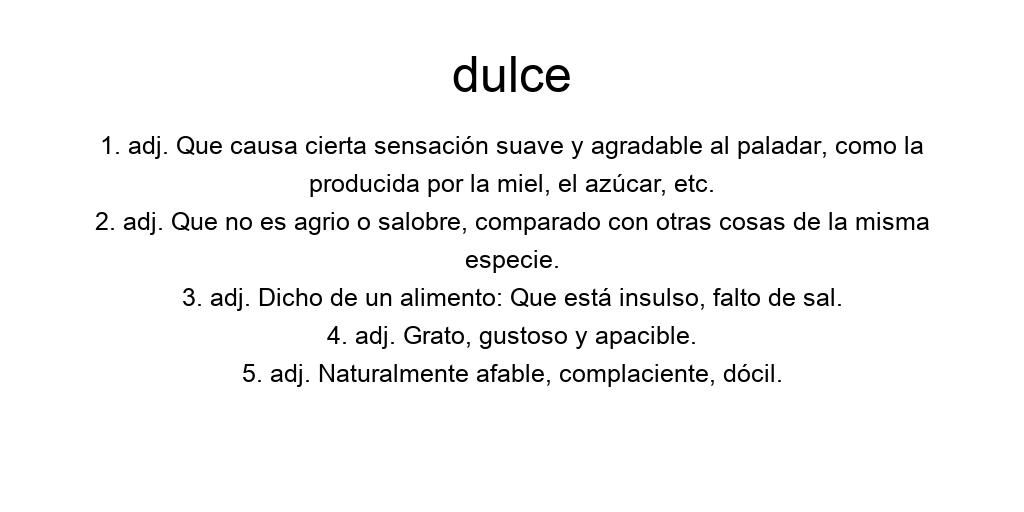 dulce
1. adj. Que causa cierta sensación suave y agradable al paladar, como la
producida por la miel, el azúcar, etc.
2. adj. Que no es agrio o salobre, comparado con otras cosas de la misma
especie.
3. adj. Dicho de un alimento: Que está insulso, falto de sal.
4. adj. Grato, gustoso y apacible.
5. adj. Naturalmente afable, complaciente, dócil.